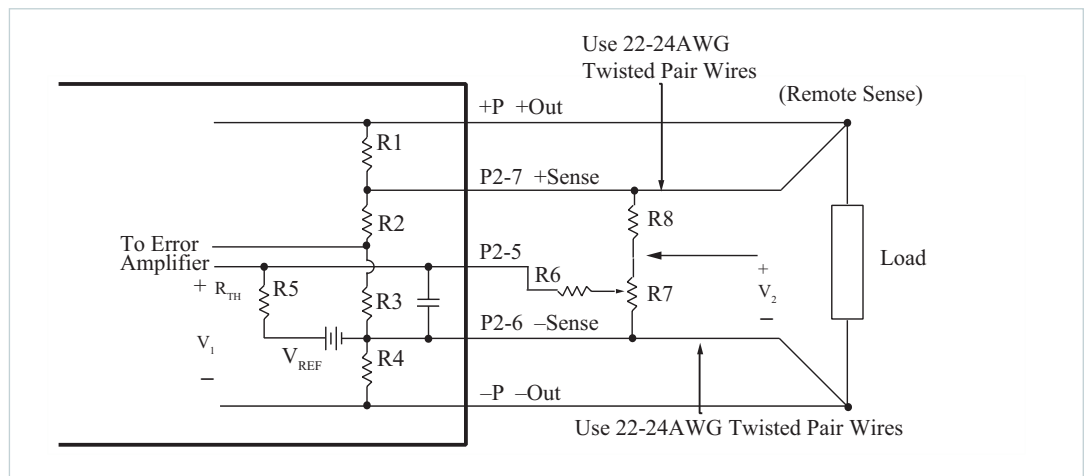 Use 22-24AWG
Twisted Pair Wires
(Remote Sense)
+P +Out
R1
P2-7 +Sense
R2
R8
To Error
Amplifier
P2-5
+ R_TH
R5
R3
R6
R7
+
V_2
–
Load
P2-6 –Sense
V_1
V_REF
R4
–
–P –Out
Use 22-24AWG Twisted Pair Wires